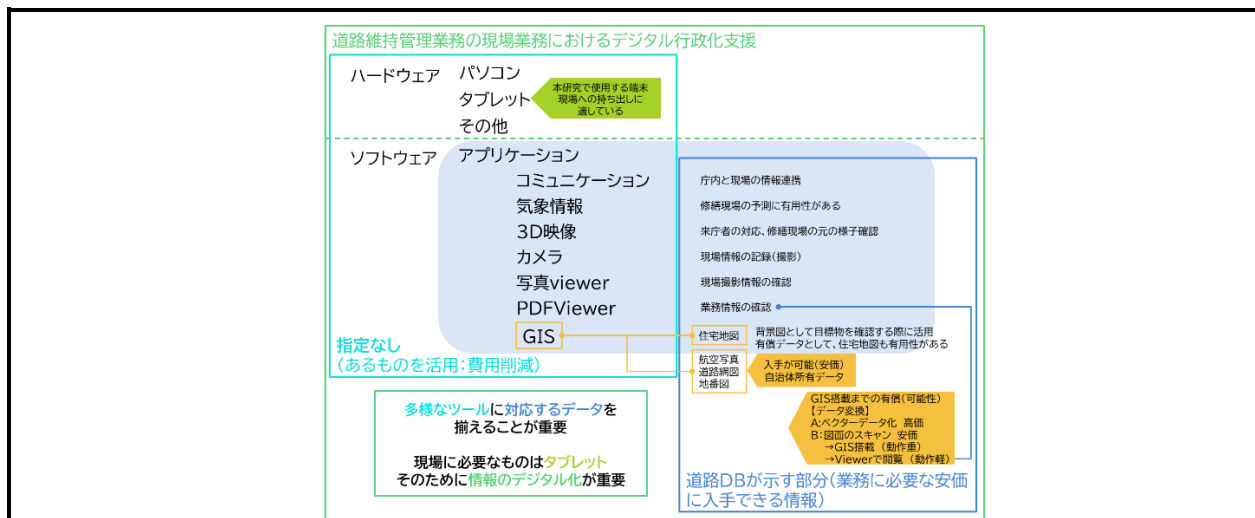 道路維持管理業務の現場業務におけるデジタル行政化支援
ハードウェア
パソコン
タブレット
その他
本研究で使用する端末
現場への持ち出しに
適している
ソフトウェア
アプリケーション
コミュニケーション
庁内と現場の情報連携
気象情報
修繕現場の予測に有用性がある
3D映像
来庁者の対応、修繕現場の元の様子確認
カメラ
現場情報の記録(撮影)
写真viewer
現場撮影情報の確認
PDFViewer
業務情報の確認
GIS
住宅地図
背景図として目標物を確認する際に活用
有償データとして、住宅地図も有用性がある
指定なし
(あるものを活用:費用削減)
航空写真
道路網図
地番図
入手が可能(安価)
自治体所有データ
GIS搭載までの有償(可能性)
【データ変換】
A:ベクターデータ化 高価
B:図面のスキャン 安価
→GIS搭載 (動作重)
→Viewerで閲覧 (動作軽)
多様なツールに対応するデータを
揃えることが重要
現場に必要なものはタブレット
そのために情報のデジタル化が重要
道路DBが示す部分(業務に必要な安価
に入手できる情報)